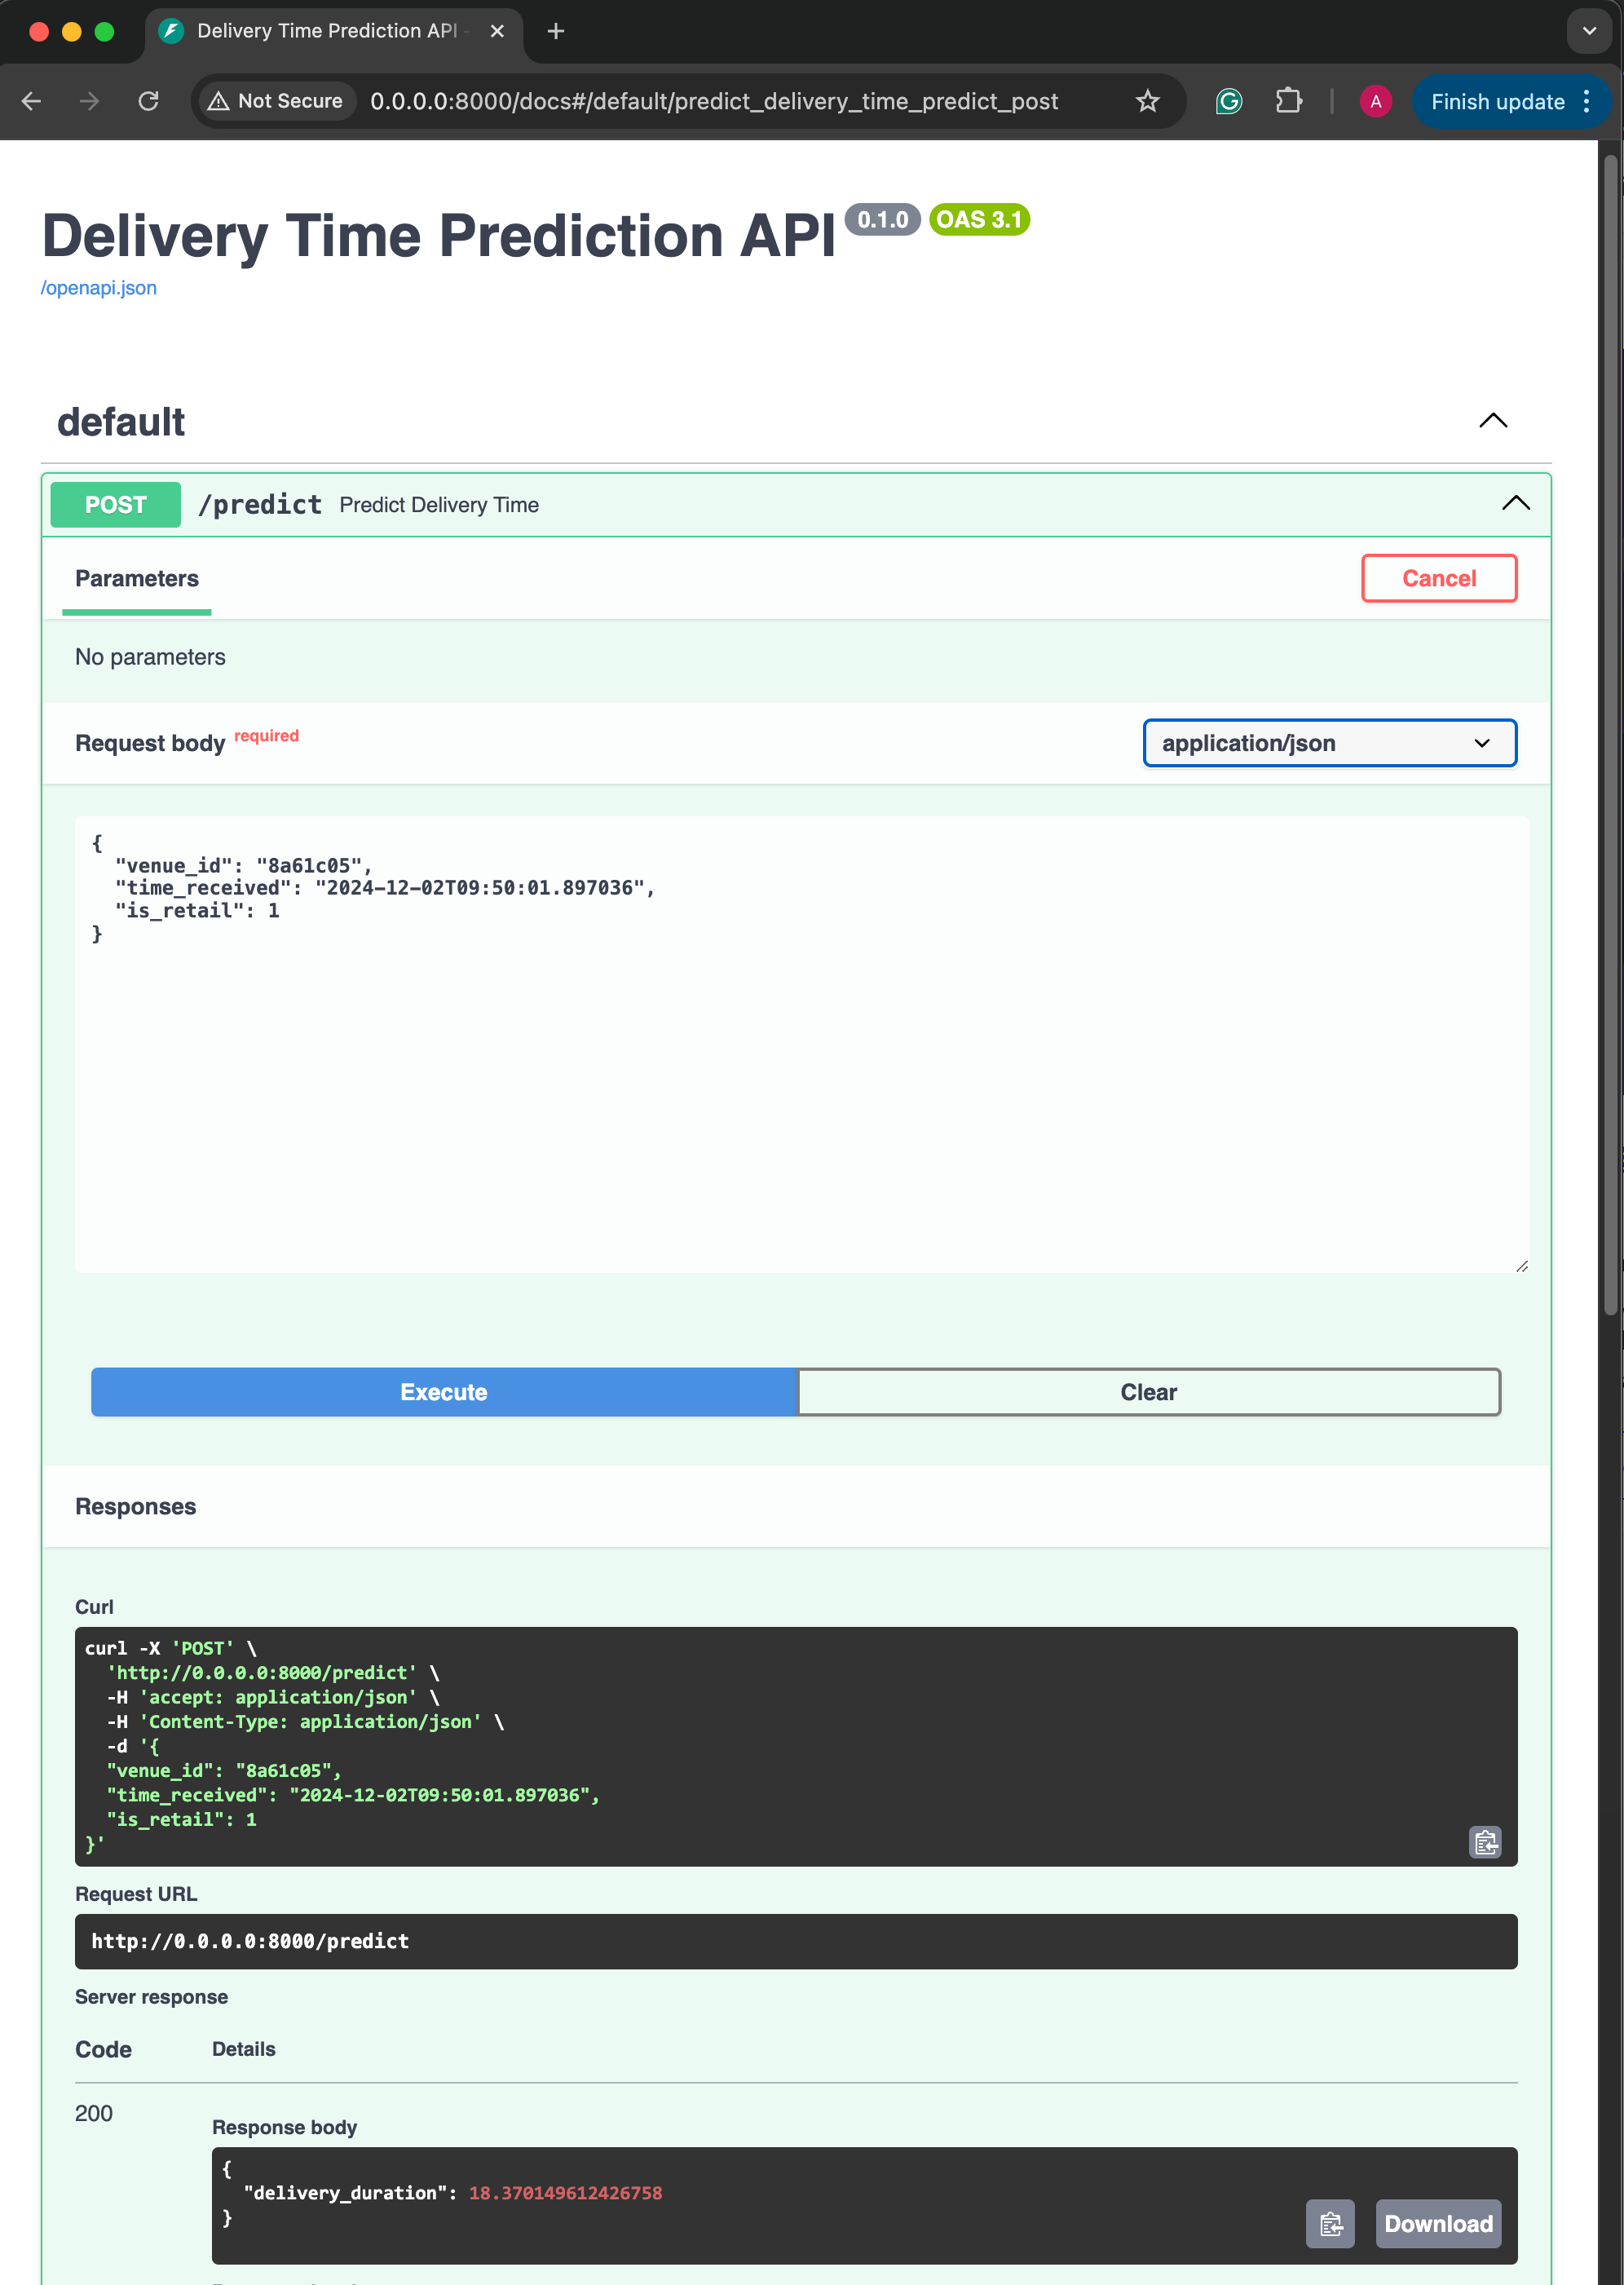 Delivery Time Prediction API -
Not Secure
0.0.0.0:8000/docs#/default/predict_delivery_time_predict_post
A
Finish update
Delivery Time Prediction API 0.1.0 OAS 3.1
/openapi.json
default
POST /predict Predict Delivery Time
Parameters
Cancel
No parameters
Request body required
application/json
{
"venue_id": "8a61c05",
"time_received": "2024-12-02T09:50:01.897036",
"is_retail": 1
}
Execute
Clear
Responses
Curl
curl -X 'POST' \
'http://0.0.0.0:8000/predict' \
-H 'accept: application/json' \
-H 'Content-Type: application/json' \
-d '{
"venue_id": "8a61c05",
"time_received": "2024-12-02T09:50:01.897036",
"is_retail": 1
}'
Request URL
http://0.0.0.0:8000/predict
Server response
Code Details
200
Response body
{
"delivery_duration": 18.370149612426758
}
Download